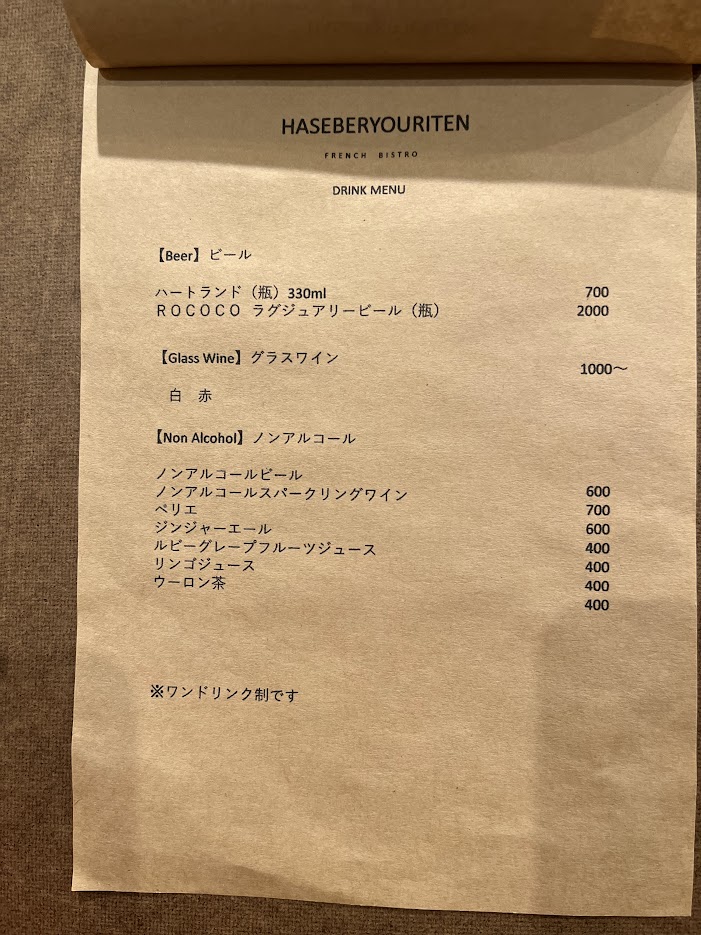 HASEBERYOURITEN
FRENCH BISTRO
DRINK MENU
【Beer】ビール
ハートランド（瓶）330ml 700
ＲＯＣＯＣＯ ラグジュアリービール（瓶） 2000
【Glass Wine】グラスワイン 1000～
白 赤
【Non Alcohol】ノンアルコール
ノンアルコールビール 600
ノンアルコールスパークリングワイン 700
ペリエ 600
ジンジャーエール 400
ルビーグレープフルーツジュース 400
リンゴジュース 400
ウーロン茶 400
※ワンドリンク制です